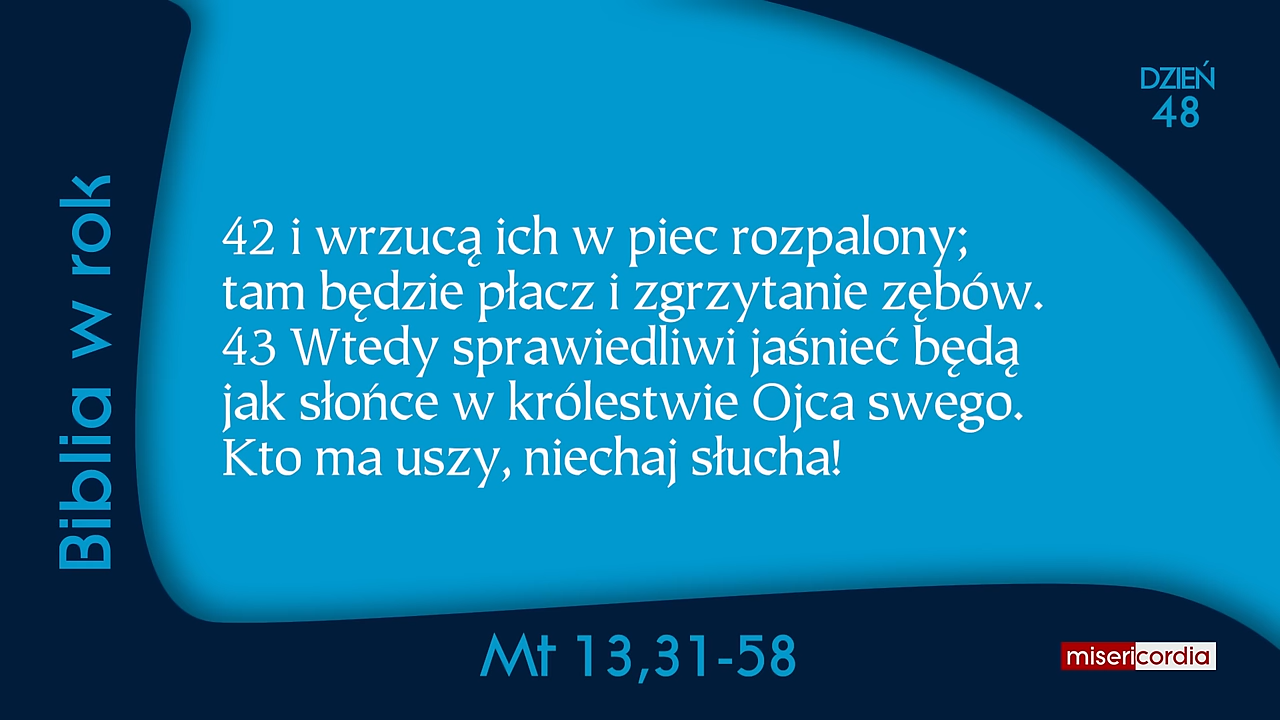 DZIEŃ
48
Biblia w rok
42 i wrzucą ich w piec rozpalony;
tam będzie płacz i zgrzytanie zębów.
43 Wtedy sprawiedliwi jaśnieć będą
jak słońce w królestwie Ojca swego.
Kto ma uszy, niechaj słucha!
Mt 13,31-58
misericordia